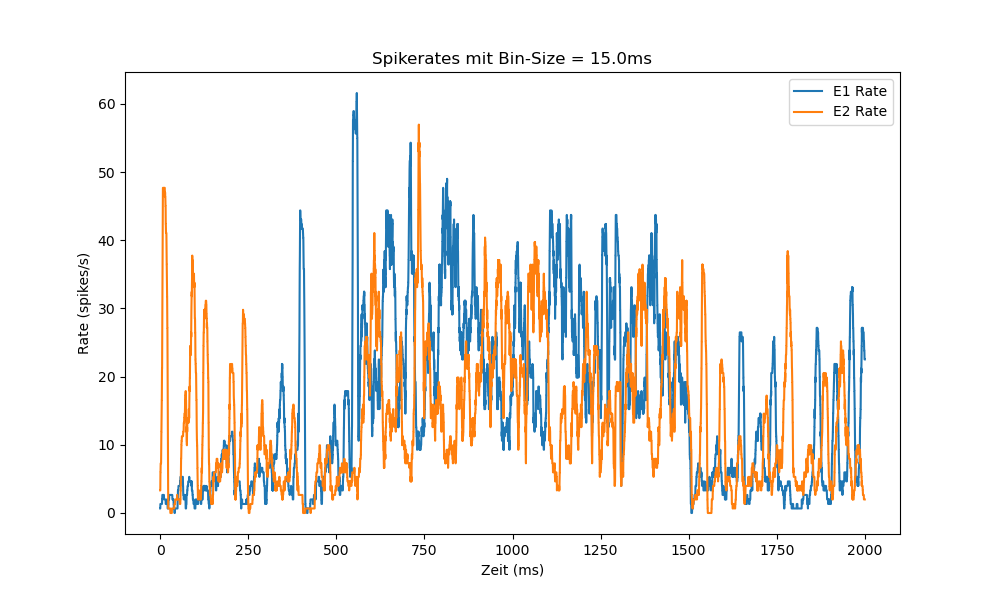 Spikerates mit Bin-Size = 15.0ms
E1 Rate
E2 Rate
60
50
40
30
20
10
0
Rate (spikes/s)
0 250 500 750 1000 1250 1500 1750 2000
Zeit (ms)